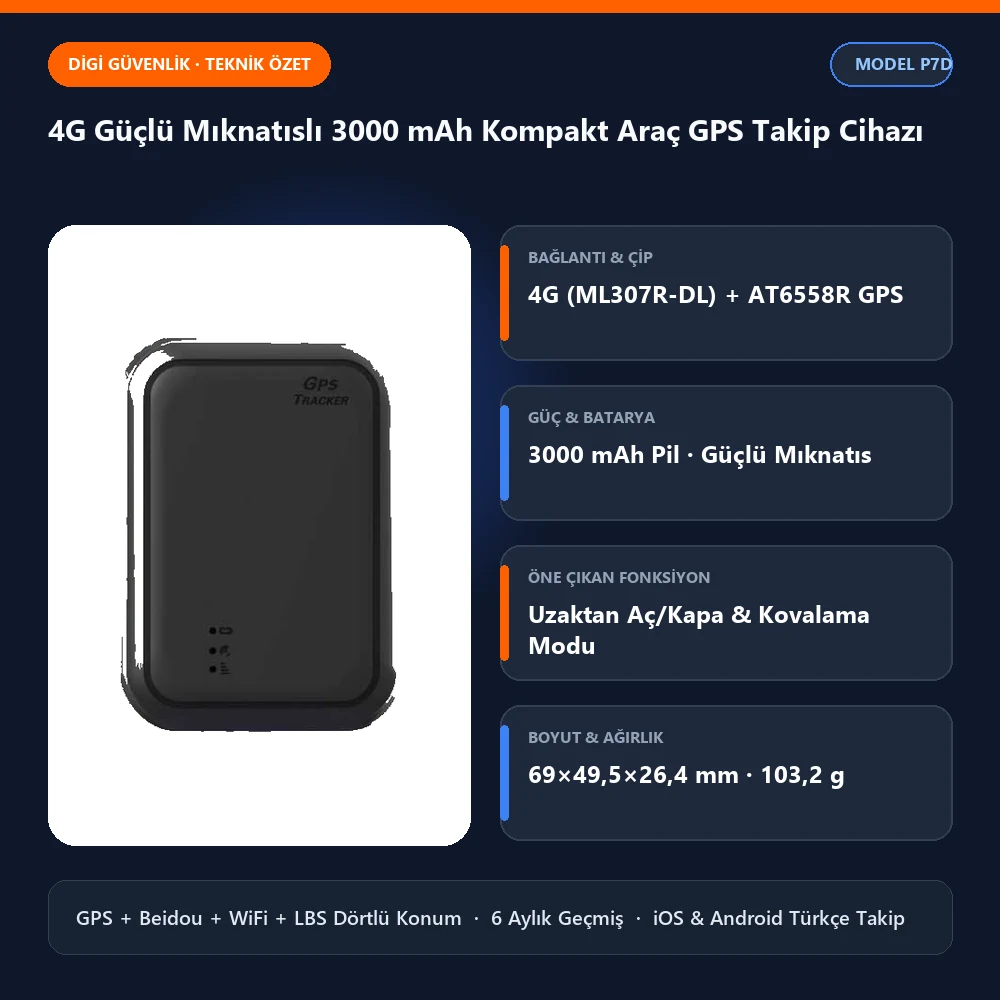 DİGİ GÜVENLİK · TEKNİK ÖZET
MODEL P7D
4G Güçlü Mıknatıslı 3000 mAh Kompakt Araç GPS Takip Cihazı
GPS
TRACKER
BAĞLANTI & ÇİP
4G (ML307R-DL) + AT6558R GPS
GÜÇ & BATARYA
3000 mAh Pil · Güçlü Mıknatıs
ÖNE ÇIKAN FONKSİYON
Uzaktan Aç/Kapa & Kovalama
Modu
BOYUT & AĞIRLIK
69×49,5×26,4 mm · 103,2 g
GPS + Beidou + WiFi + LBS Dörtlü Konum · 6 Aylık Geçmiş · iOS & Android Türkçe Takip